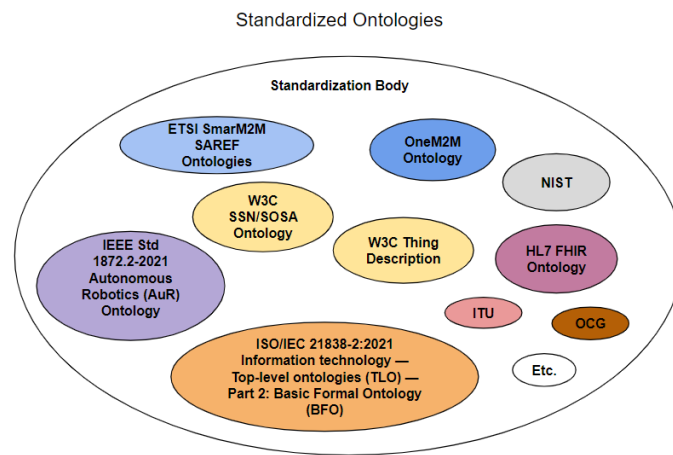 Standardized Ontologies
Standardization Body
ETSI SmarM2M
SAREF
Ontologies
OneM2M
Ontology
NIST
W3C
SSN/SOSA
Ontology
W3C Thing
Description
IEEE Std
1872.2-2021
Autonomous
Robotics (AuR)
Ontology
HL7 FHIR
Ontology
ITU
OCG
ISO/IEC 21838-2:2021
Information technology —
Top-level ontologies (TLO) —
Part 2: Basic Formal Ontology
(BFO)
Etc.